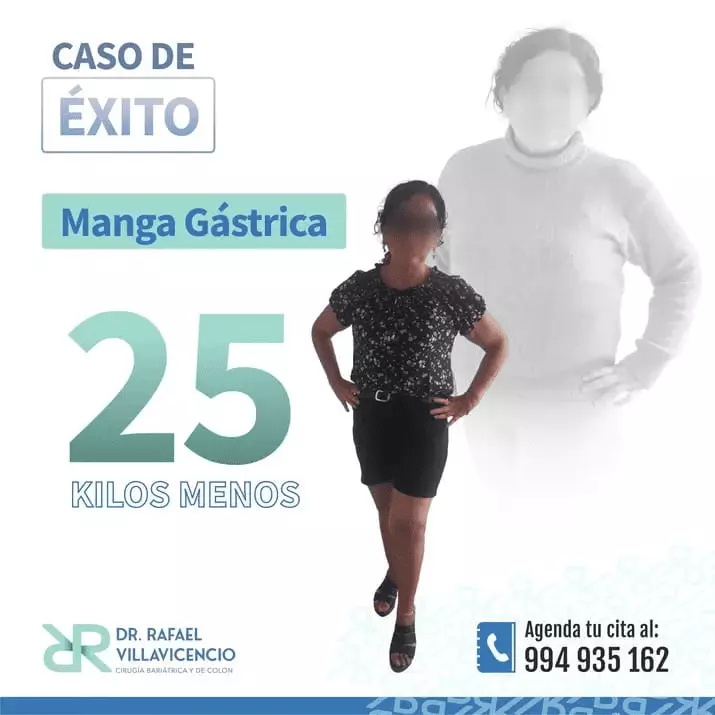 CASO DE
ÉXITO
Manga Gástrica
25
KILOS MENOS
DR. RAFAEL
VILLAVICENCIO
CIRUGÍA BARIÁTRICA Y DE COLON
Agenda tu cita al:
994 935 162